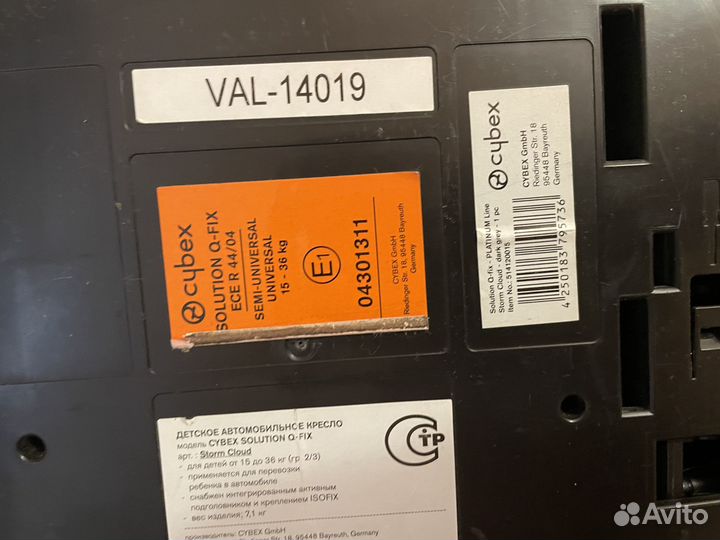 VAL-14019
cybex
SOLUTION Q-FIX
ECE R 44/04
SEMI-UNIVERSAL
UNIVERSAL
15 - 36 kg
E1
04301311
CYBEX GmbH
Riedinger Str. 18, 95448 Bayreuth
Germany
cybex
CYBEX GmbH
Riedinger Str. 18
95448 Bayreuth
Germany
Solution Q-fix - PLATINUM Line
Storm Cloud - dark grey - 1 pc
Item No.: 514120015
4 250183 795736
ДЕТСКОЕ АВТОМОБИЛЬНОЕ КРЕСЛО
модель CYBEX SOLUTION Q-FIX
арт.: Storm Cloud
- для детей от 15 до 36 кг (гр. 2/3)
- применяется для перевозки
ребенка в автомобиле
- снабжен интегрированным активным
подголовником и креплением ISOFIX
- вес изделия: 7,1 кг
производитель: CYBEX GmbH
Str. 18, 95448 Bayreuth, Germany
СТР
Avito